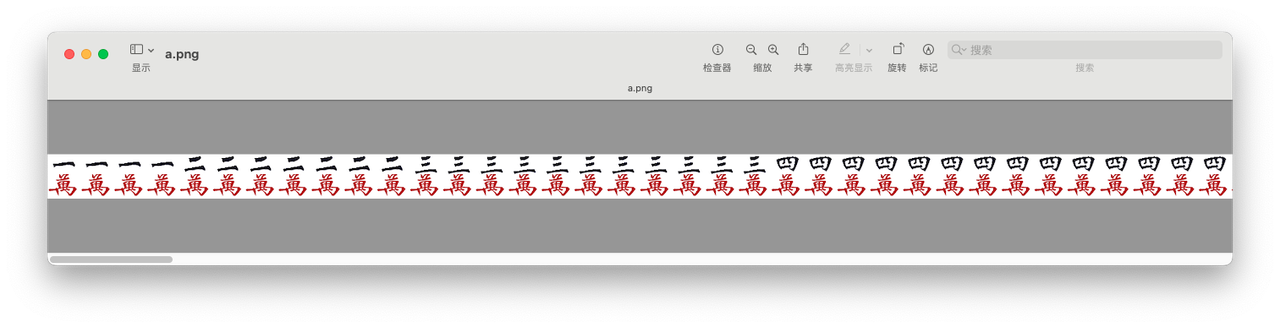 a.png
显示
检查器
缩放
共享
高亮显示
旋转
标记
搜索
搜索
a.png
一一一一二二二二二二二三三三三三三三三三三三四四四四四四四四四四四四四四
萬萬萬萬萬萬萬萬萬萬萬萬萬萬萬萬萬萬萬萬萬萬萬萬萬萬萬萬萬萬萬萬萬萬萬萬